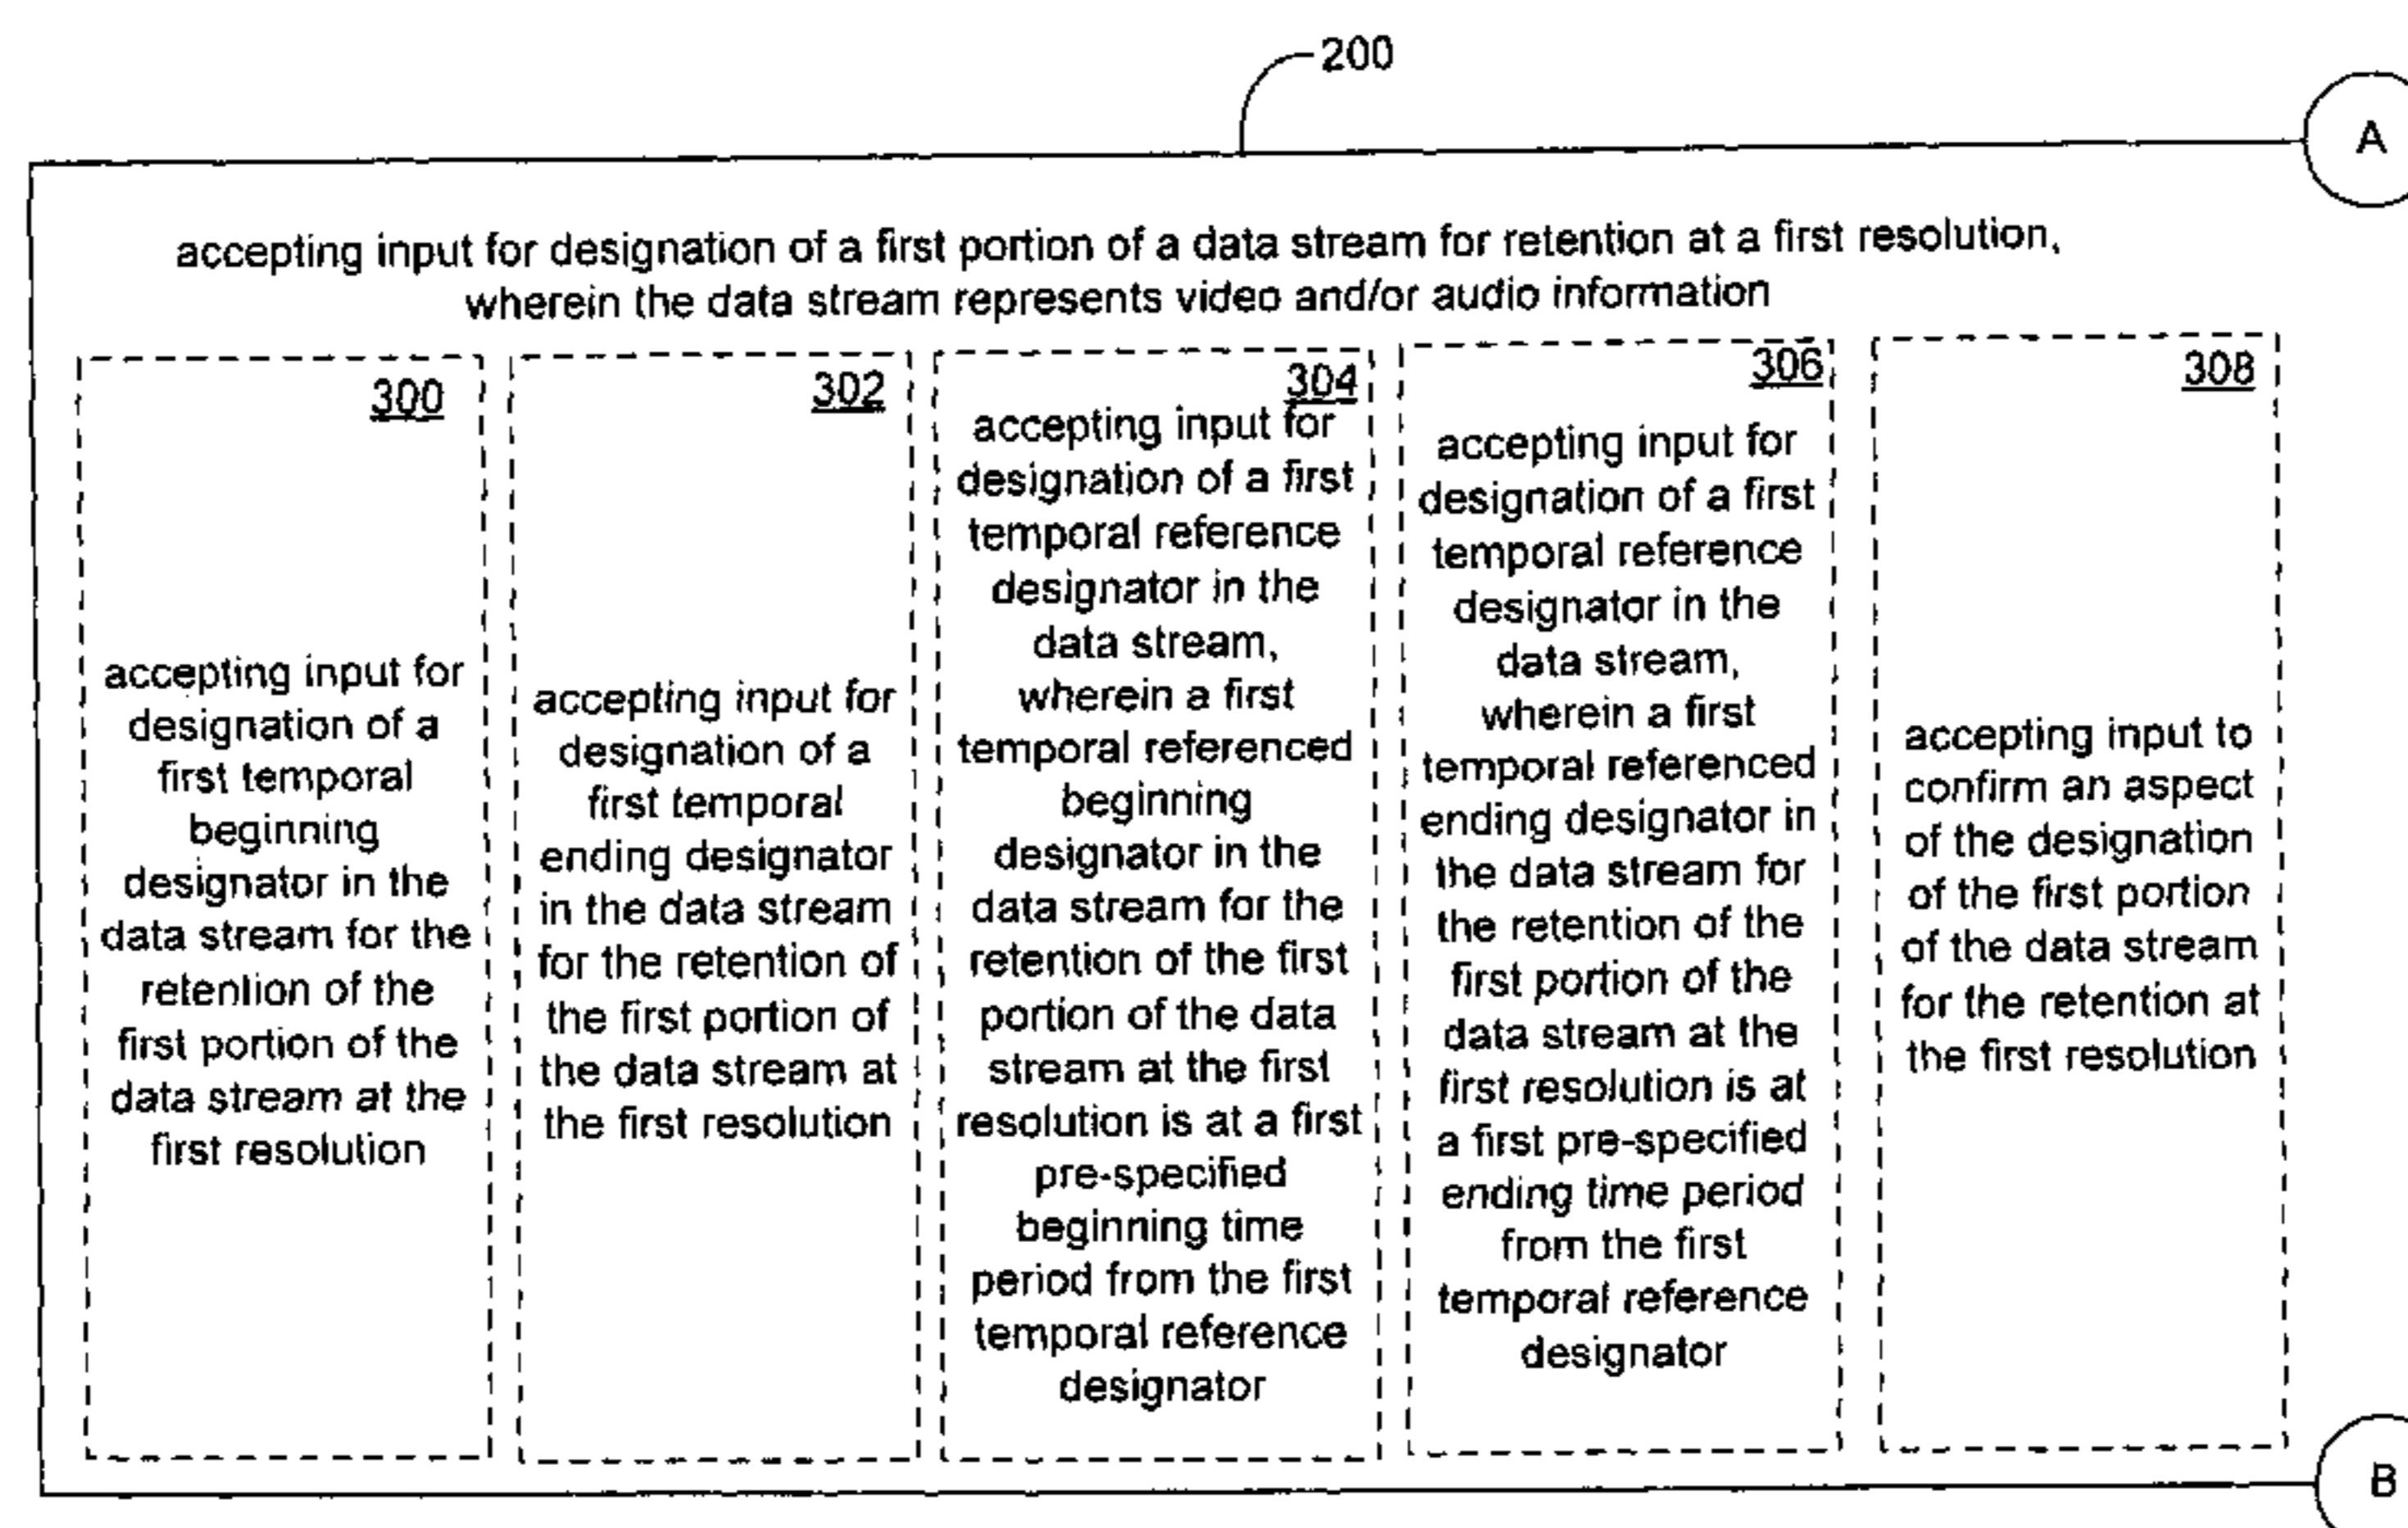 200
A
accepting input for designation of a first portion of a data stream for retention at a first resolution,
wherein the data stream represents video and/or audio information
300
accepting input for
designation of a
first temporal
beginning
designator in the
data stream for the
retention of the
first portion of the
data stream at the
first resolution
302
accepting input for
designation of a
first temporal
ending designator
in the data stream
for the retention of
the first portion of
the data stream at
the first resolution
304
accepting input for
designation of a first
temporal reference
designator in the
data stream,
wherein a first
temporal referenced
beginning
designator in the
data stream for the
retention of the first
portion of the data
stream at the first
resolution is at a first
pre-specified
beginning time
period from the first
temporal reference
designator
306
accepting input for
designation of a first
temporal reference
designator in the
data stream,
wherein a first
temporal referenced
ending designator in
the data stream for
the retention of the
first portion of the
data stream at the
first resolution is at
a first pre-specified
ending time period
from the first
temporal reference
designator
308
accepting input to
confirm an aspect
of the designation
of the first portion
of the data stream
for the retention at
the first resolution
B